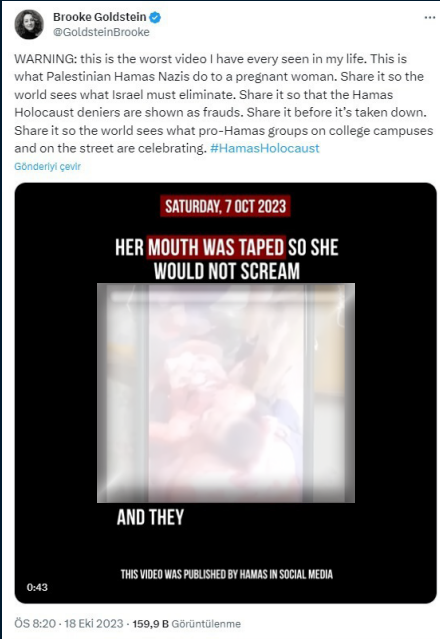 Brooke Goldstein
@GoldsteinBrooke
WARNING: this is the worst video I have every seen in my life. This is
what Palestinian Hamas Nazis do to a pregnant woman. Share it so the
world sees what Israel must eliminate. Share it so that the Hamas
Holocaust deniers are shown as frauds. Share it before it’s taken down.
Share it so the world sees what pro-Hamas groups on college campuses
and on the street are celebrating. #HamasHolocaust
Gönderiyi çevir
SATURDAY, 7 OCT 2023
HER MOUTH WAS TAPED SO SHE
WOULD NOT SCREAM
AND THEY
THIS VIDEO WAS PUBLISHED BY HAMAS IN SOCIAL MEDIA
0:43
ÖS 8:20 · 18 Eki 2023 · 159,9 B Görüntülenme